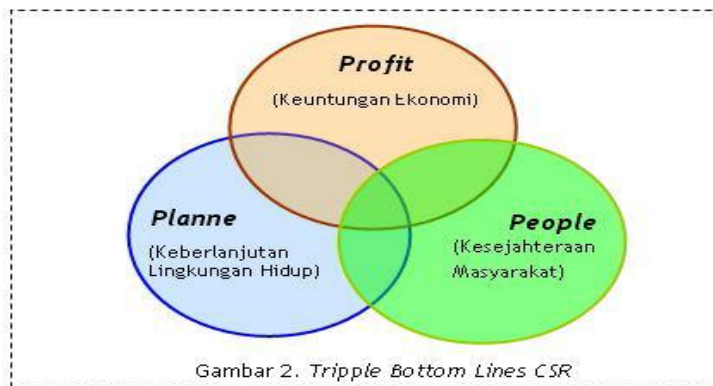 Profit
(Keuntungan Ekonomi)
Planne
(Keberlanjutan
Lingkungan Hidup)
People
(Kesejahteraan
Masyarakat)
Gambar 2. Tripple Bottom Lines CSR